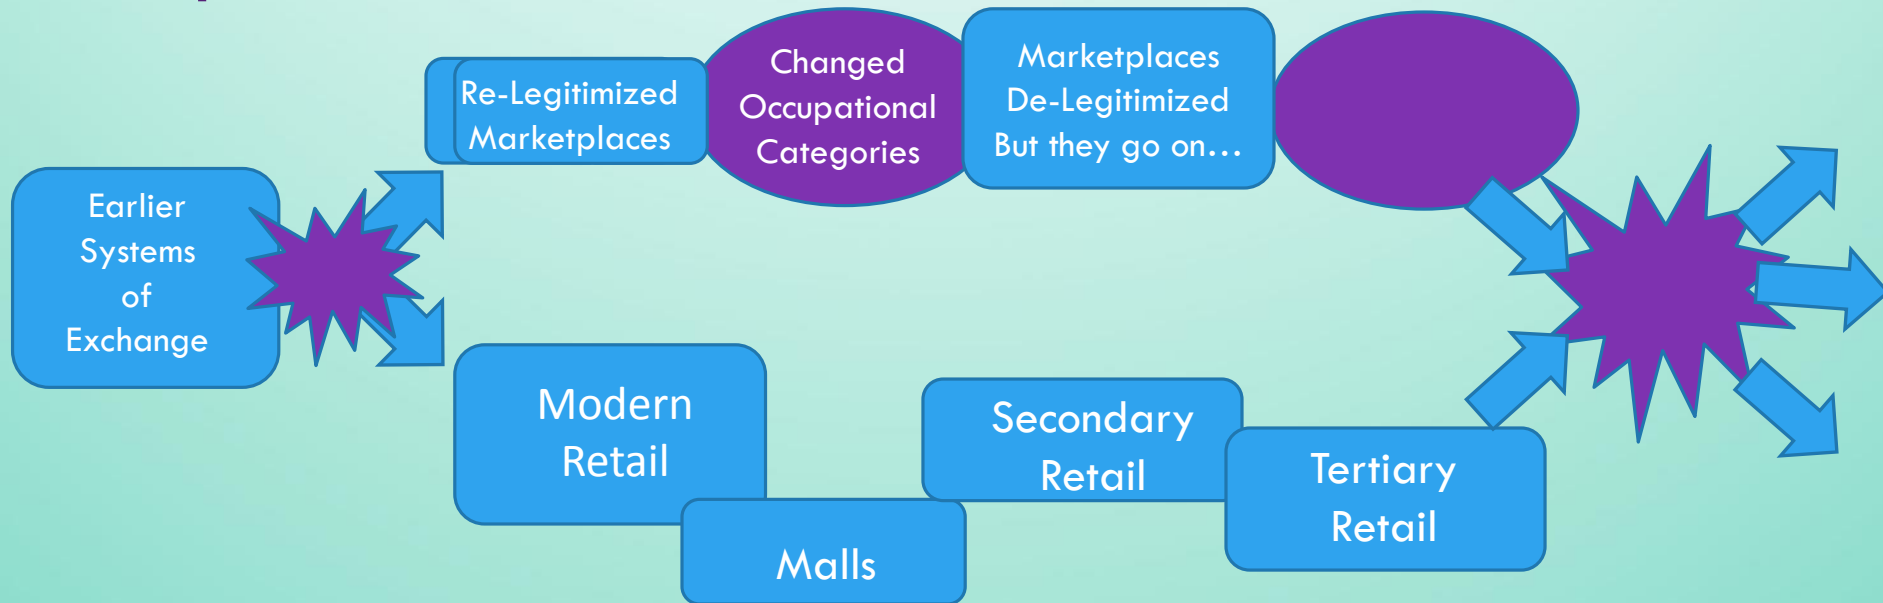 Re-Legitimized
Marketplaces
Changed
Occupational
Categories
Marketplaces
De-Legitimized
But they go on…
Earlier
Systems
of
Exchange
Modern
Retail
Malls
Secondary
Retail
Tertiary
Retail